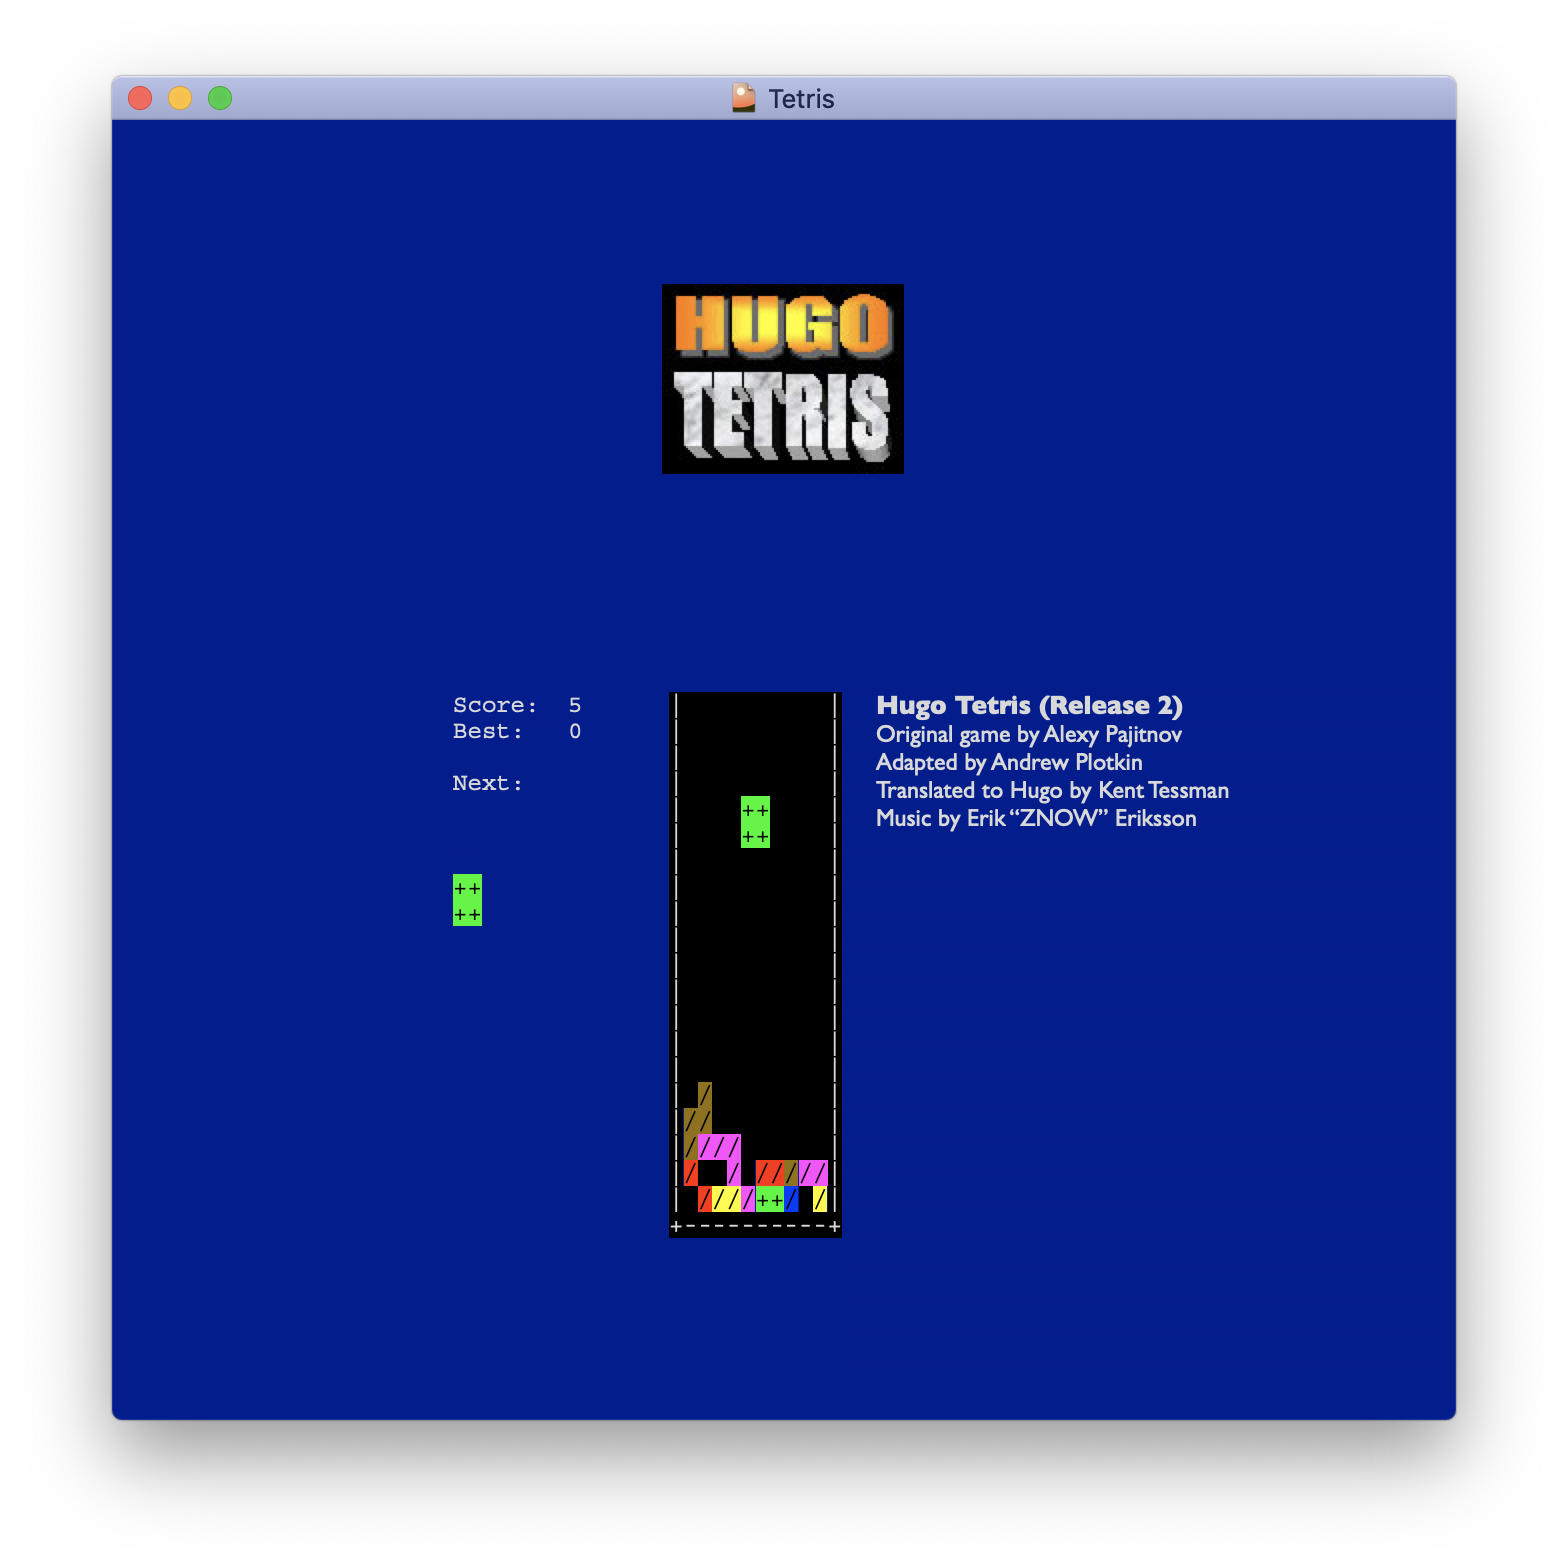 Tetris
HUGO
TETRIS
Score: 5
Best: 0
Next:
++
++
Hugo Tetris (Release 2)
Original game by Alexy Pajitnov
Adapted by Andrew Plotkin
Translated to Hugo by Kent Tessman
Music by Erik “ZNOW” Eriksson
++
++
/
//
////
/ / /////
////++/ /
+----------+